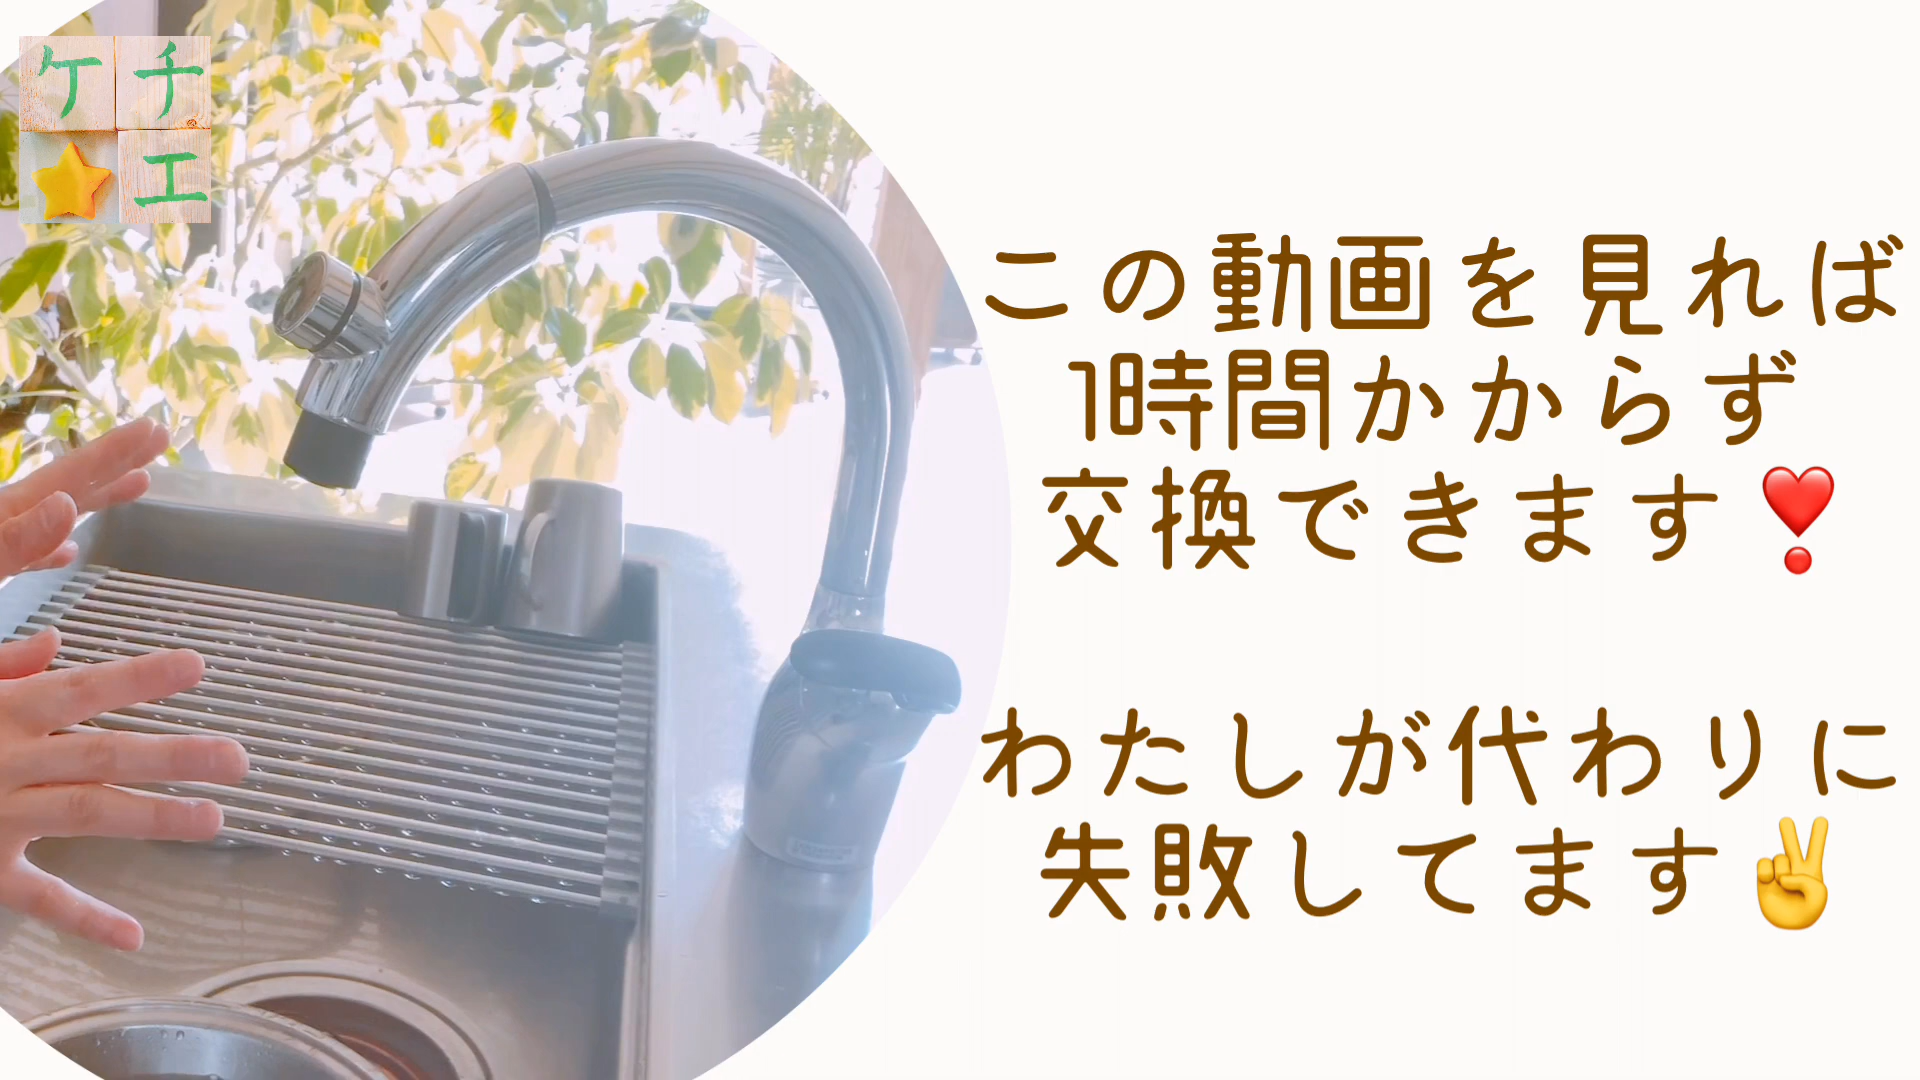 ケチ
エ
この動画を見れば
1時間かからず
交換できます❣️
わたしが代わりに
失敗してます✌️